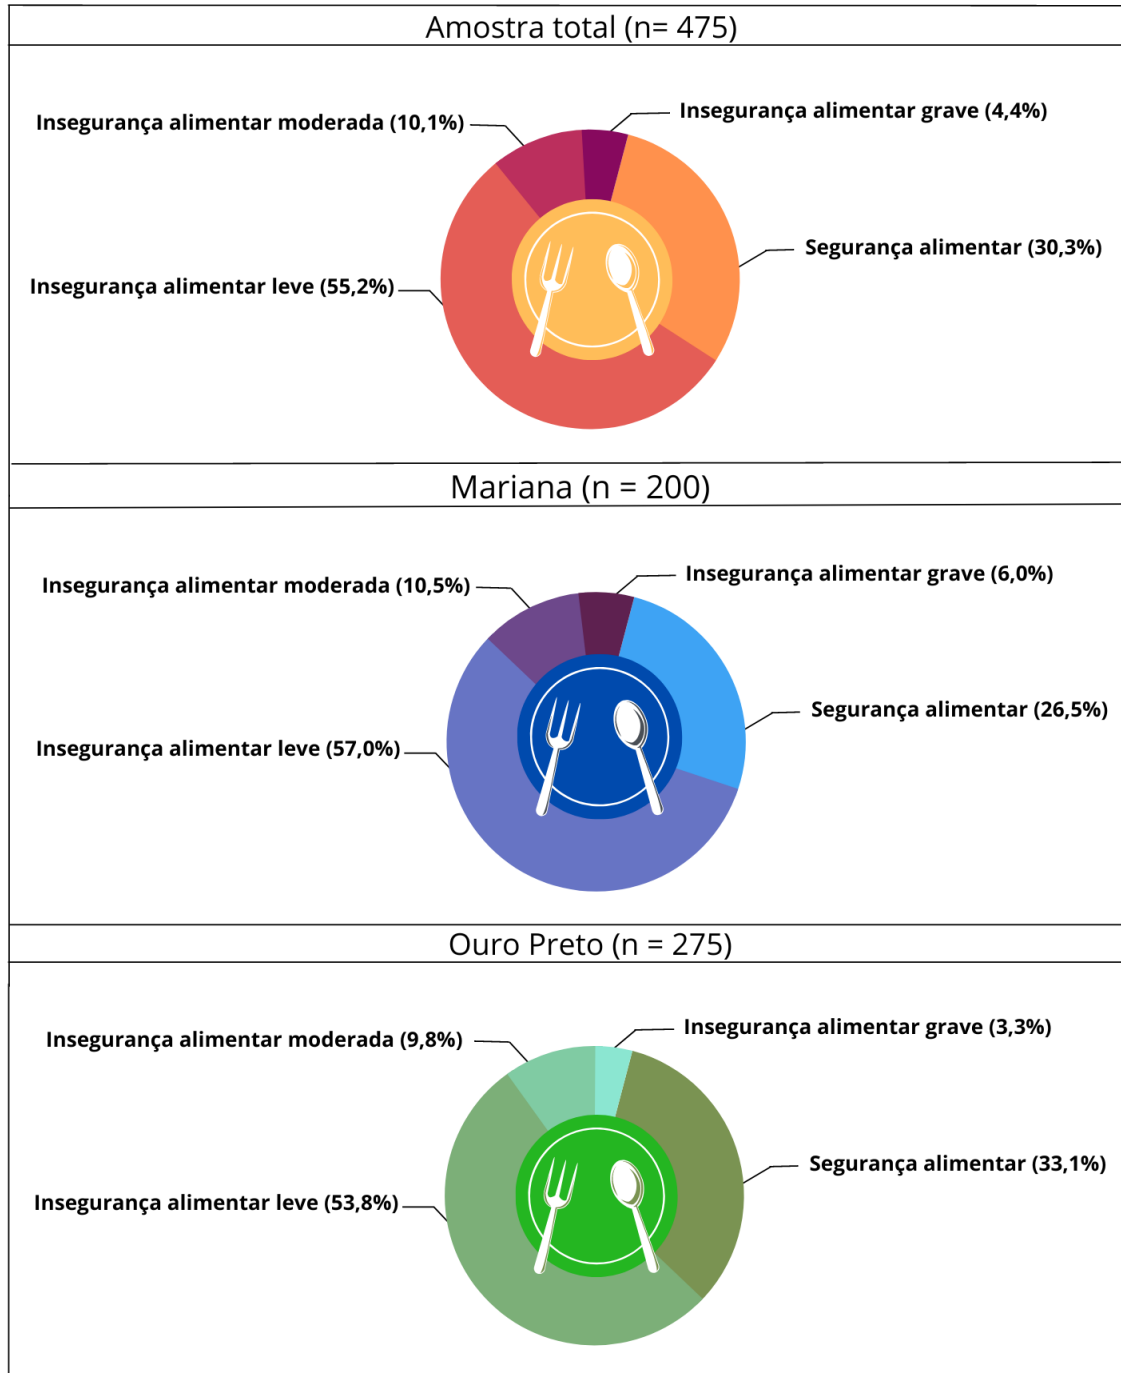 Amostra total (n= 475)
Insegurança alimentar moderada (10,1%)
Insegurança alimentar grave (4,4%)
Segurança alimentar (30,3%)
Insegurança alimentar leve (55,2%)
Mariana (n = 200)
Insegurança alimentar moderada (10,5%)
Insegurança alimentar grave (6,0%)
Segurança alimentar (26,5%)
Insegurança alimentar leve (57,0%)
Ouro Preto (n = 275)
Insegurança alimentar moderada (9,8%)
Insegurança alimentar grave (3,3%)
Segurança alimentar (33,1%)
Insegurança alimentar leve (53,8%)